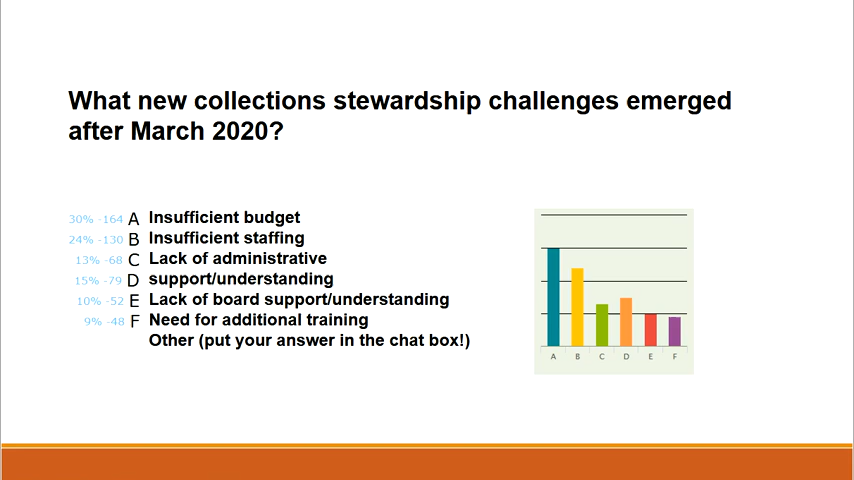 What new collections stewardship challenges emerged
after March 2020?
30% -164 A Insufficient budget
24% -130 B Insufficient staffing
13% -68 C Lack of administrative
15% -79 D support/understanding
10% -52 E Lack of board support/understanding
9% -48 F Need for additional training
Other (put your answer in the chat box!)
A B C D E F